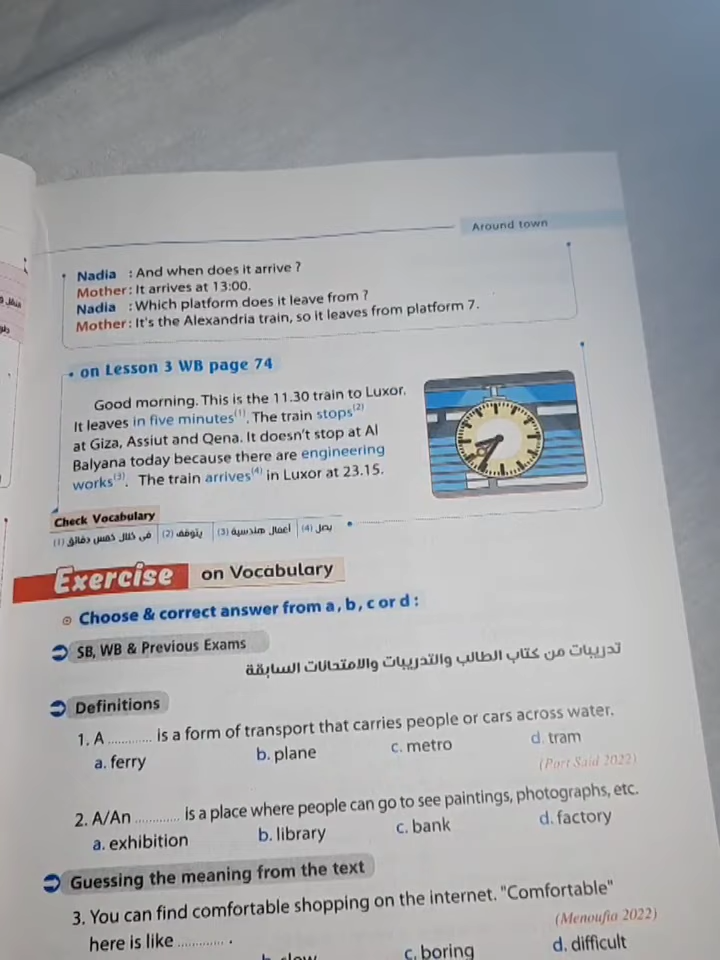 Around town
Nadia : And when does it arrive ?
Mother : It arrives at 13:00.
Nadia : Which platform does it leave from ?
Mother : It's the Alexandria train, so it leaves from platform 7.
• on Lesson 3 WB page 74
Good morning. This is the 11.30 train to Luxor.
It leaves in five minutes(1). The train stops(2)
at Giza, Assiut and Qena. It doesn't stop at Al
Balyana today because there are engineering
works(3). The train arrives(4) in Luxor at 23.15.
Check Vocabulary
(1) في خلال خمس دقائق (2) يتوقف (3) أعمال هندسية (4) يصل
Exercise on Vocabulary
Choose & correct answer from a, b, c or d :
SB, WB & Previous Exams
تدريبات من كتاب الطالب والتدريبات والامتحانات السابقة
Definitions
1. A ............ is a form of transport that carries people or cars across water.
a. ferry b. plane c. metro d. tram
(Port Said 2022)
2. A/An ............ is a place where people can go to see paintings, photographs, etc.
a. exhibition b. library c. bank d. factory
Guessing the meaning from the text
3. You can find comfortable shopping on the internet. "Comfortable"
(Menoufia 2022)
here is like ............ .
b. slow c. boring d. difficult